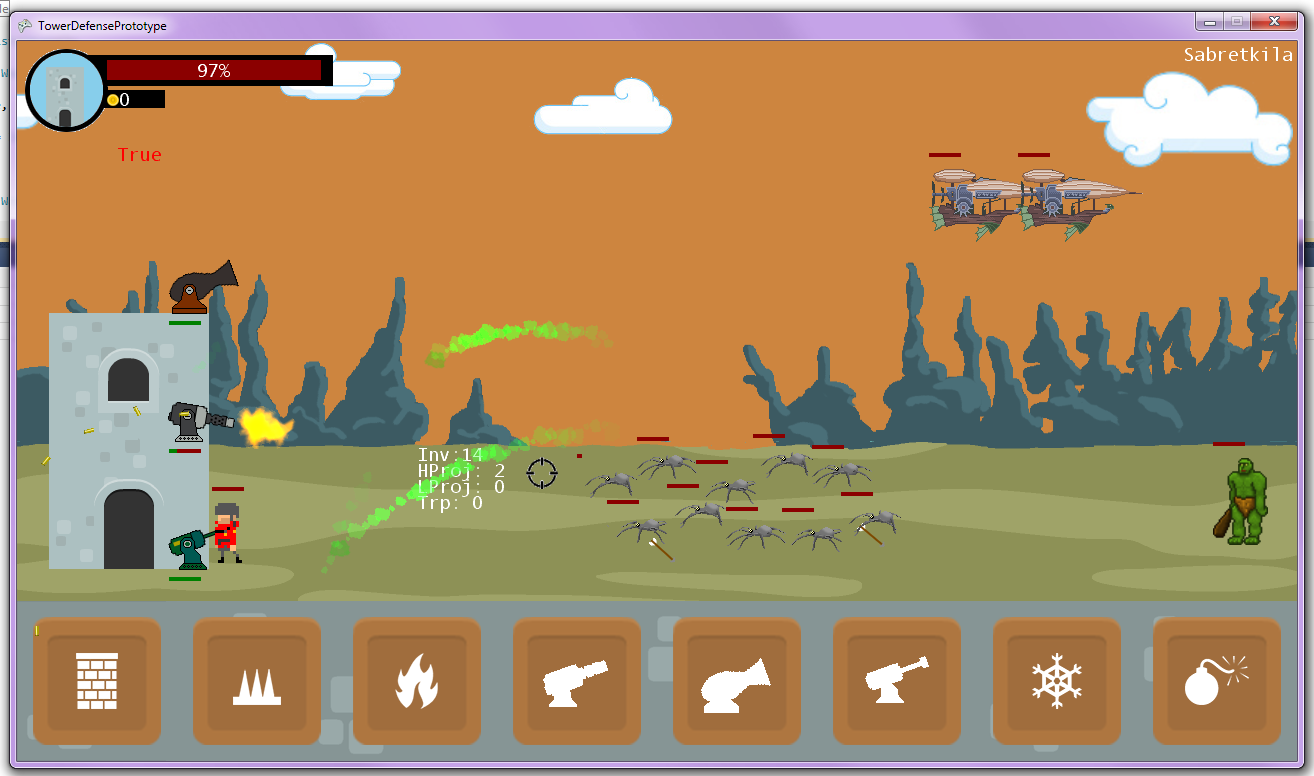 TowerDefensePrototype
Sabretkila
97%
0
True
Inv:14
HProj: 2
LProj: 0
Trp: 0